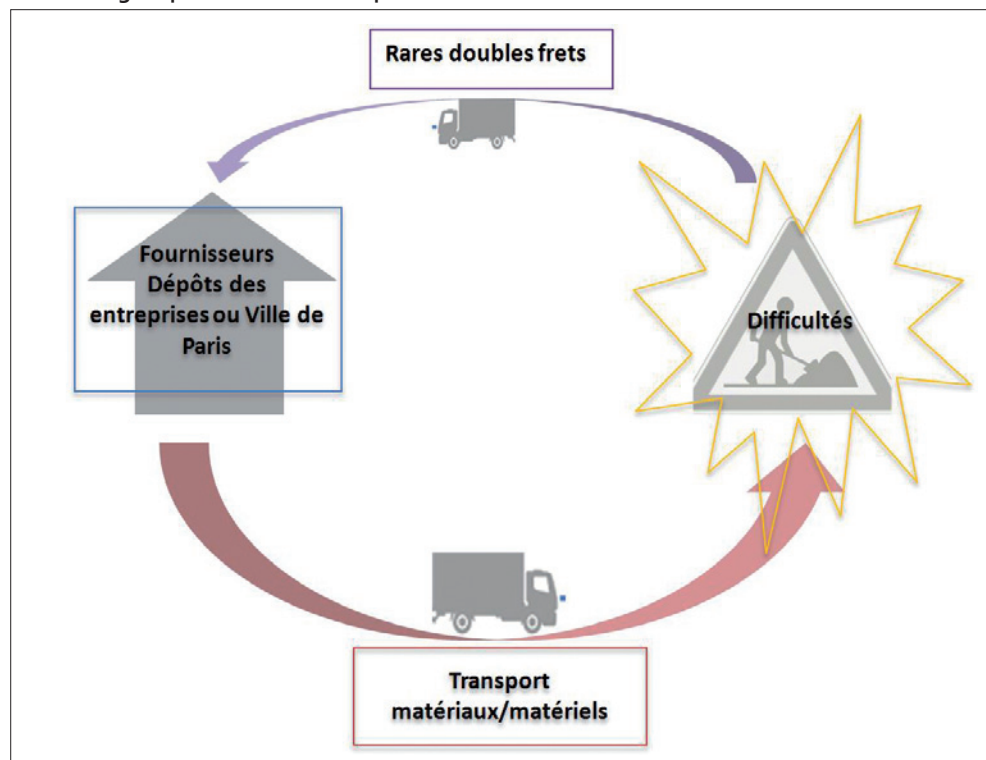 Rares doubles frets
Fournisseurs
Dépôts des
entreprises ou Ville de
Paris
Difficultés
Transport
matériaux/matériels